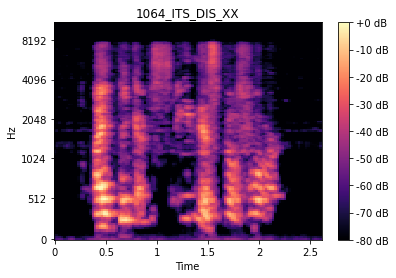 1064_ITS_DIS_XX
+0 dB
8192
-10 dB
4096
-20 dB
-30 dB
2048
Hz
-40 dB
1024
-50 dB
512
-60 dB
-70 dB
0
-80 dB
0 0.5 1 1.5 2 2.5
Time